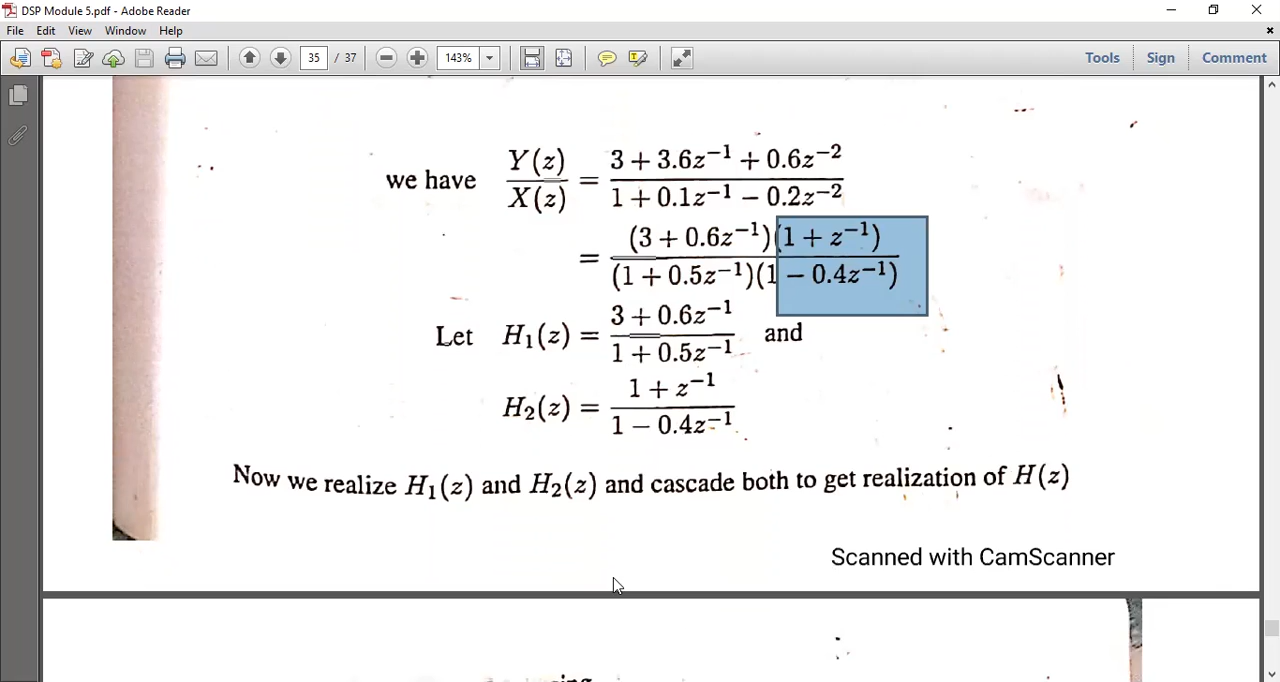 DSP Module 5.pdf - Adobe Reader
File Edit View Window Help
35 / 37 143% Tools Sign Comment
we have Y(z)/X(z) = (3 + 3.6z⁻¹ + 0.6z⁻²)/(1 + 0.1z⁻¹ − 0.2z⁻²)
= (3 + 0.6z⁻¹)(1 + z⁻¹)/(1 + 0.5z⁻¹)(1 − 0.4z⁻¹)
Let H₁(z) = (3 + 0.6z⁻¹)/(1 + 0.5z⁻¹) and
H₂(z) = (1 + z⁻¹)/(1 − 0.4z⁻¹)
Now we realize H₁(z) and H₂(z) and cascade both to get realization of H(z)
Scanned with CamScanner